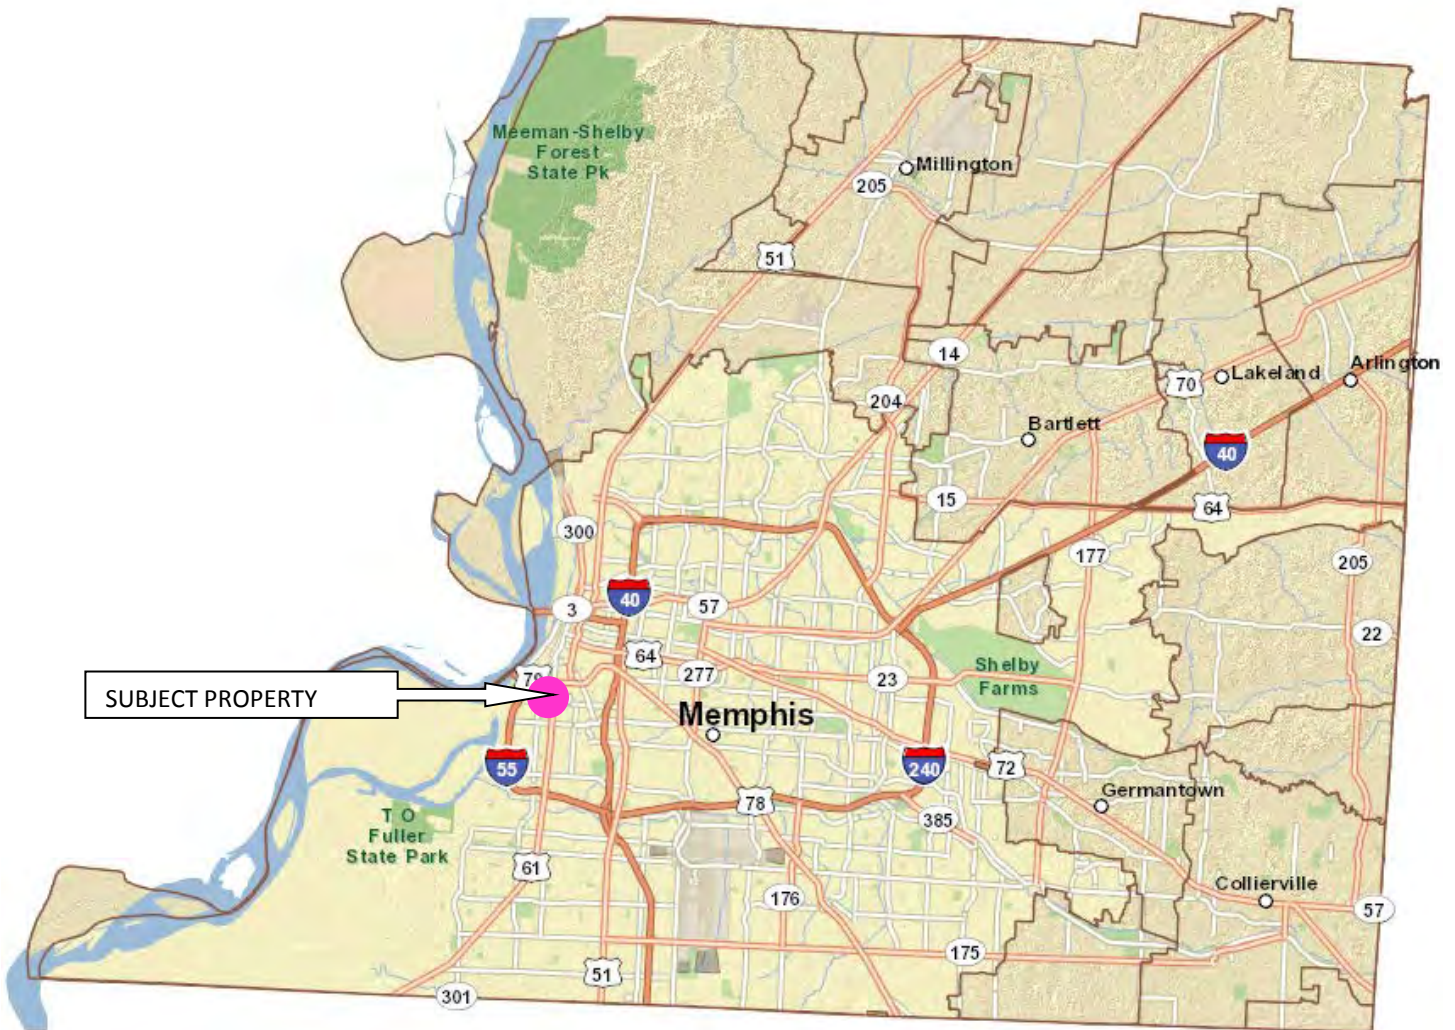 Meeman-Shelby
Forest
State Pk
Millington
205
51
14
Arlington
70
Lakeland
204
Bartlett
40
15
64
300
177
205
40
3
57
22
64
Shelby
Farms
277
23
79
SUBJECT PROPERTY
Memphis
55
240
72
78
Germantown
T O
Fuller
State Park
385
61
Collierville
176
57
175
51
301